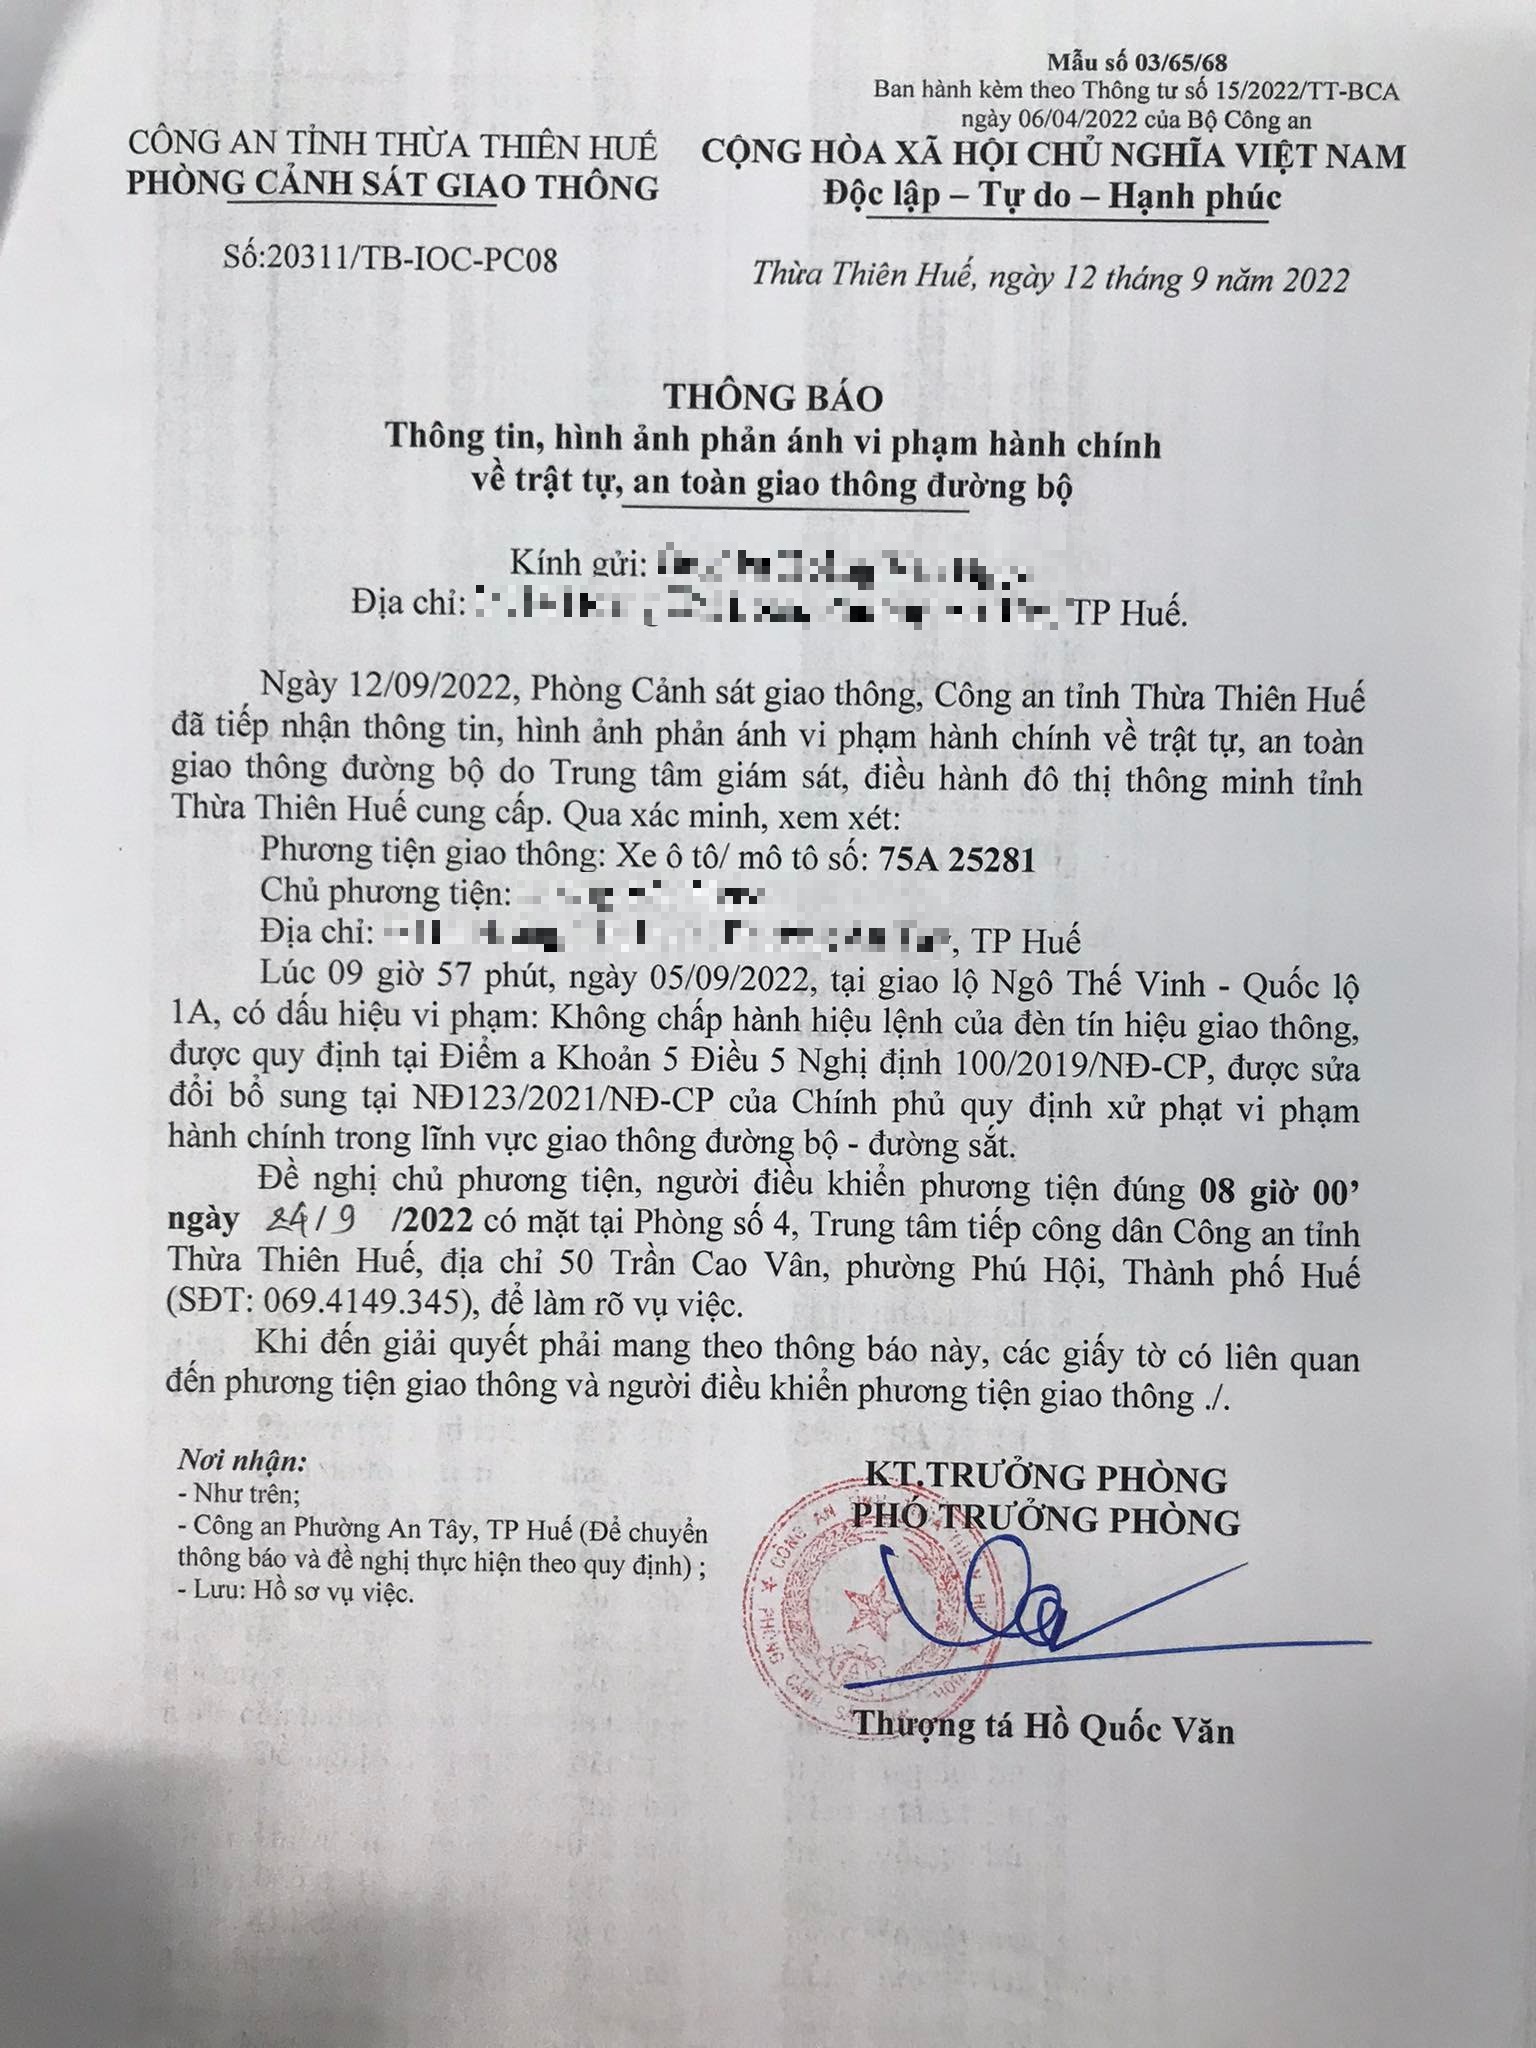 Mẫu số 03/65/68
Ban hành kèm theo Thông tư số 15/2022/TT-BCA
ngày 06/04/2022 của Bộ Công an
CÔNG AN TỈNH THỪA THIÊN HUẾ
PHÒNG CẢNH SÁT GIAO THÔNG
CỘNG HÒA XÃ HỘI CHỦ NGHĨA VIỆT NAM
Độc lập – Tự do – Hạnh phúc
Số:20311/TB-IOC-PC08
Thừa Thiên Huế, ngày 12 tháng 9 năm 2022
THÔNG BÁO
Thông tin, hình ảnh phản ánh vi phạm hành chính
về trật tự, an toàn giao thông đường bộ
Kính gửi:
Địa chỉ: TP Huế.
Ngày 12/09/2022, Phòng Cảnh sát giao thông, Công an tỉnh Thừa Thiên Huế
đã tiếp nhận thông tin, hình ảnh phản ánh vi phạm hành chính về trật tự, an toàn
giao thông đường bộ do Trung tâm giám sát, điều hành đô thị thông minh tỉnh
Thừa Thiên Huế cung cấp. Qua xác minh, xem xét:
Phương tiện giao thông: Xe ô tô/ mô tô số: 75A 25281
Chủ phương tiện:
Địa chỉ: , TP Huế
Lúc 09 giờ 57 phút, ngày 05/09/2022, tại giao lộ Ngô Thế Vinh - Quốc lộ
1A, có dấu hiệu vi phạm: Không chấp hành hiệu lệnh của đèn tín hiệu giao thông,
được quy định tại Điểm a Khoản 5 Điều 5 Nghị định 100/2019/NĐ-CP, được sửa
đổi bổ sung tại NĐ123/2021/NĐ-CP của Chính phủ quy định xử phạt vi phạm
hành chính trong lĩnh vực giao thông đường bộ - đường sắt.
Đề nghị chủ phương tiện, người điều khiển phương tiện đúng 08 giờ 00’
ngày 24/9 /2022 có mặt tại Phòng số 4, Trung tâm tiếp công dân Công an tỉnh
Thừa Thiên Huế, địa chỉ 50 Trần Cao Vân, phường Phú Hội, Thành phố Huế
(SĐT: 069.4149.345), để làm rõ vụ việc.
Khi đến giải quyết phải mang theo thông báo này, các giấy tờ có liên quan
đến phương tiện giao thông và người điều khiển phương tiện giao thông ./.
Nơi nhận:
- Như trên;
- Công an Phường An Tây, TP Huế (Để chuyển
thông báo và đề nghị thực hiện theo quy định) ;
- Lưu: Hồ sơ vụ việc.
KT.TRƯỞNG PHÒNG
PHÓ TRƯỞNG PHÒNG
Thượng tá Hồ Quốc Văn